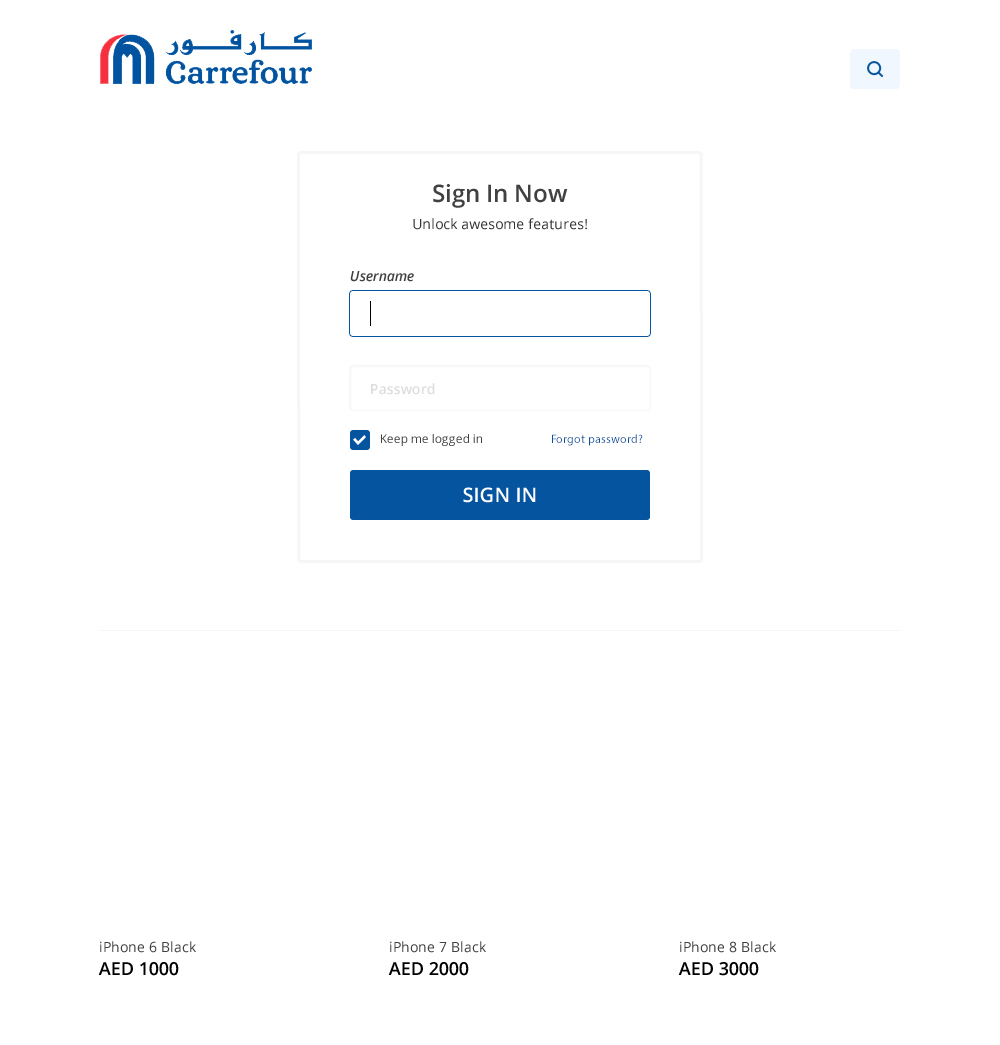 كارفور
Carrefour
Sign In Now
Unlock awesome features!
Username
Password
Keep me logged in
Forgot password?
SIGN IN
iPhone 6 Black
AED 1000
iPhone 7 Black
AED 2000
iPhone 8 Black
AED 3000